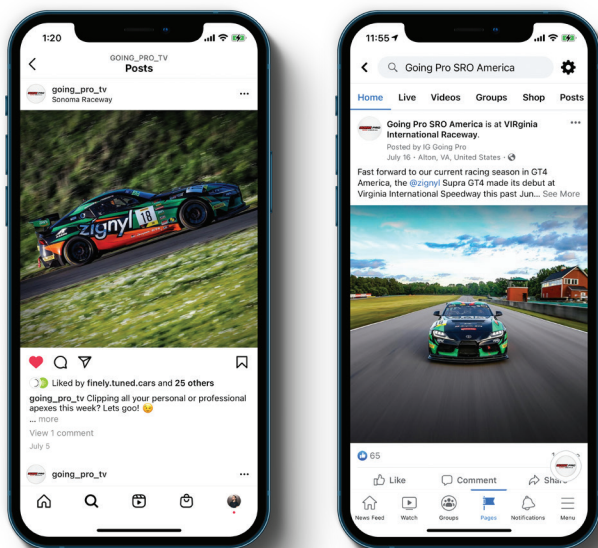 1:20
GOING_PRO_TV
Posts
going_pro_tv
Sonoma Raceway
zignyl
18
Liked by finely.tuned.cars and 25 others
going_pro_tv Clipping all your personal or professional
apexes this week? Lets goo! 😉
... more
View 1 comment
July 5
going_pro_tv
11:55
Going Pro SRO America
Home Live Videos Groups Shop Posts
Going Pro SRO America is at VIRginia
International Raceway.
Posted by IG Going Pro
July 16 · Alton, VA, United States ·
Fast forward to our current racing season in GT4
America, the @zignyl Supra GT4 made its debut at
Virginia International Speedway this past Jun... See More
65
Like Comment Share
News Feed Watch Groups Pages Notifications Menu